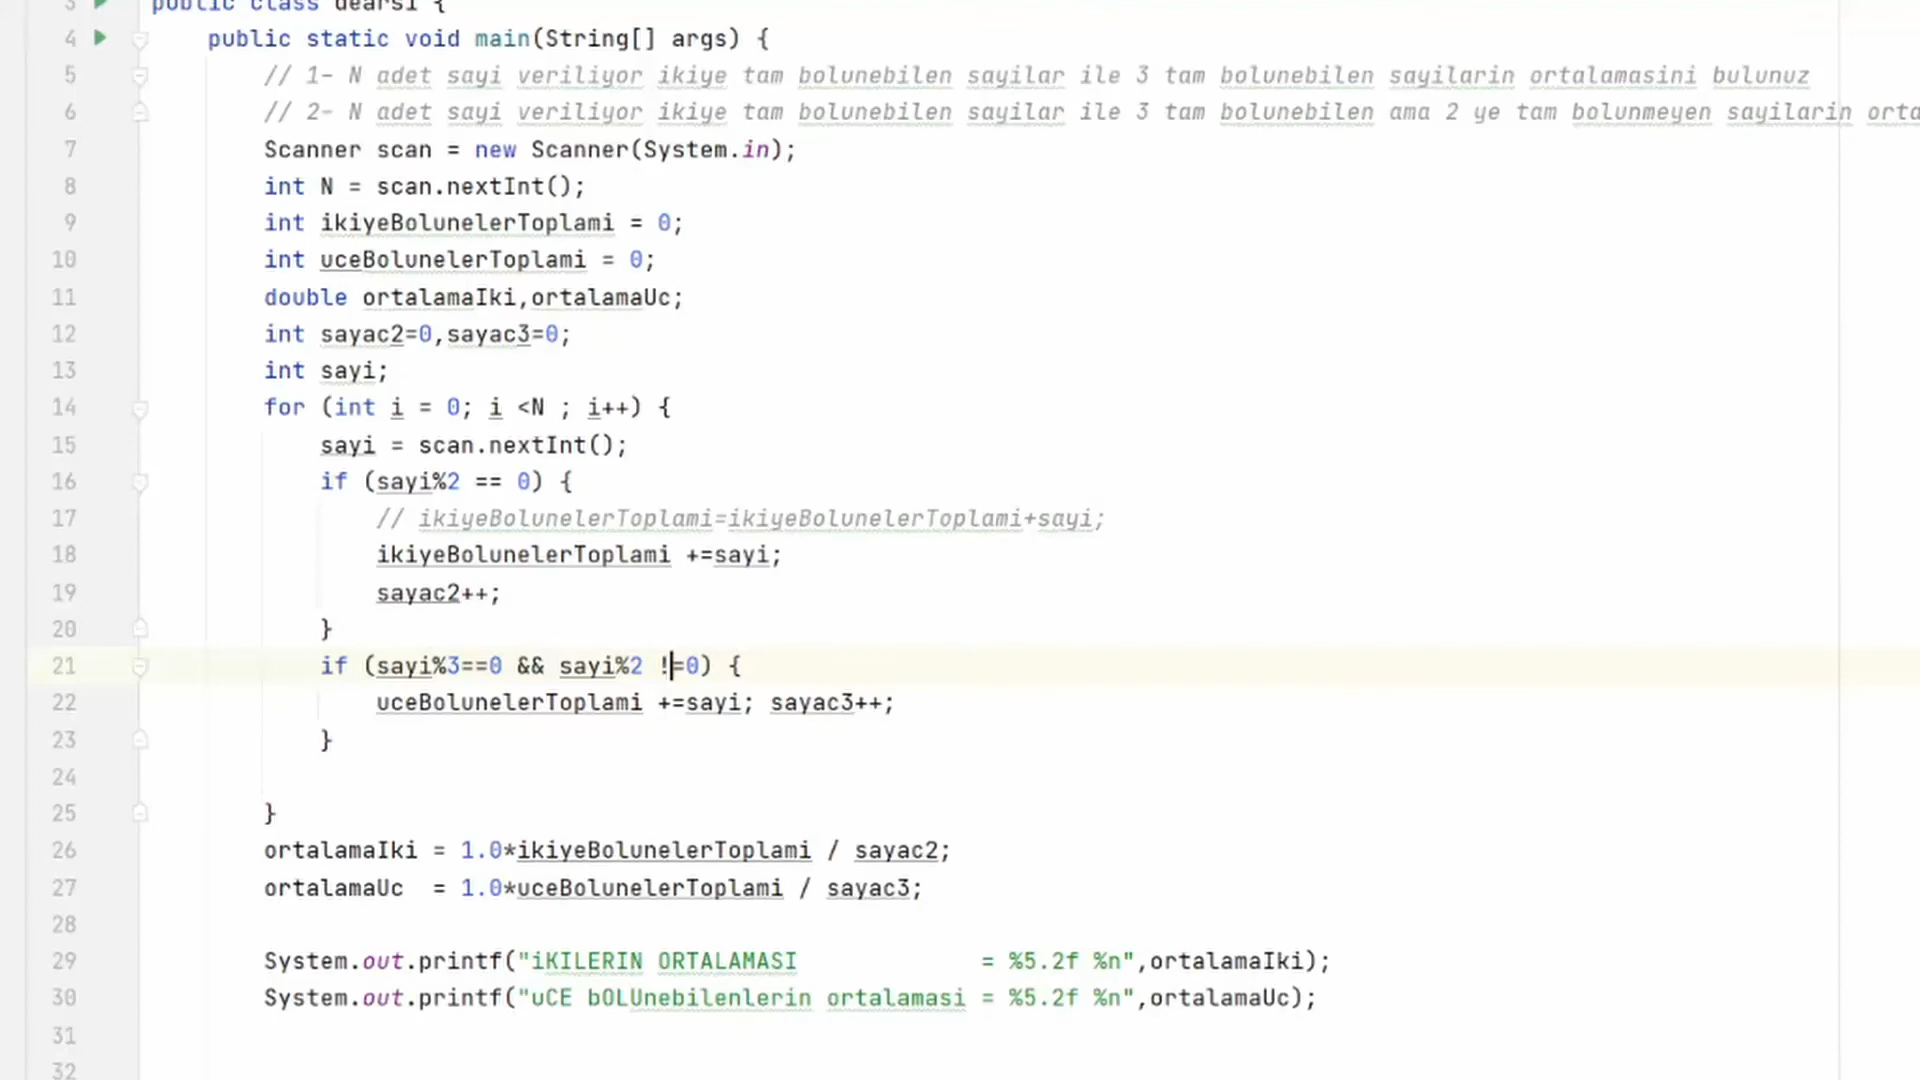 3 public class dears1 {
4 public static void main(String[] args) {
5 // 1- N adet sayi veriliyor ikiye tam bolunebilen sayilar ile 3 tam bolunebilen sayilarin ortalamasini bulunuz
6 // 2- N adet sayi veriliyor ikiye tam bolunebilen sayilar ile 3 tam bolunebilen ama 2 ye tam bolunmeyen sayilarin orta
7 Scanner scan = new Scanner(System.in);
8 int N = scan.nextInt();
9 int ikiyeBolunelerToplami = 0;
10 int uceBolunelerToplami = 0;
11 double ortalamaIki,ortalamaUc;
12 int sayac2=0,sayac3=0;
13 int sayi;
14 for (int i = 0; i <N ; i++) {
15 sayi = scan.nextInt();
16 if (sayi%2 == 0) {
17 // ikiyeBolunelerToplami=ikiyeBolunelerToplami+sayi;
18 ikiyeBolunelerToplami +=sayi;
19 sayac2++;
20 }
21 if (sayi%3==0 && sayi%2 !=0) {
22 uceBolunelerToplami +=sayi; sayac3++;
23 }
24
25 }
26 ortalamaIki = 1.0*ikiyeBolunelerToplami / sayac2;
27 ortalamaUc  = 1.0*uceBolunelerToplami / sayac3;
28
29 System.out.printf("iKILERIN ORTALAMASI             = %5.2f %n",ortalamaIki);
30 System.out.printf("uCE bOLUnebilenlerin ortalamasi = %5.2f %n",ortalamaUc);
31
32